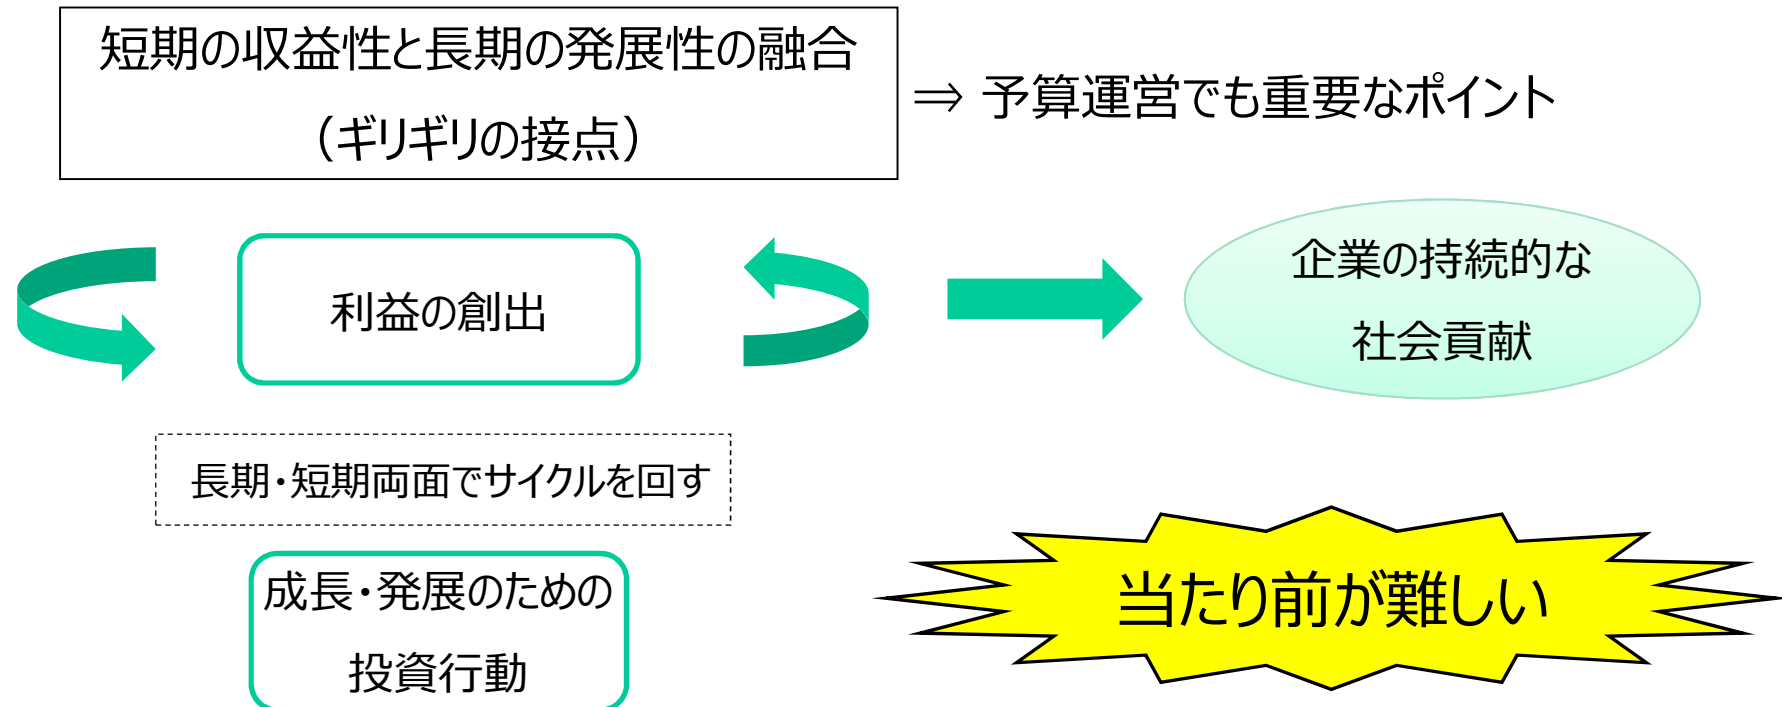 短期の収益性と長期の発展性の融合
（ギリギリの接点）
⇒ 予算運営でも重要なポイント
利益の創出
企業の持続的な
社会貢献
長期・短期両面でサイクルを回す
成長・発展のための
投資行動
当たり前が難しい